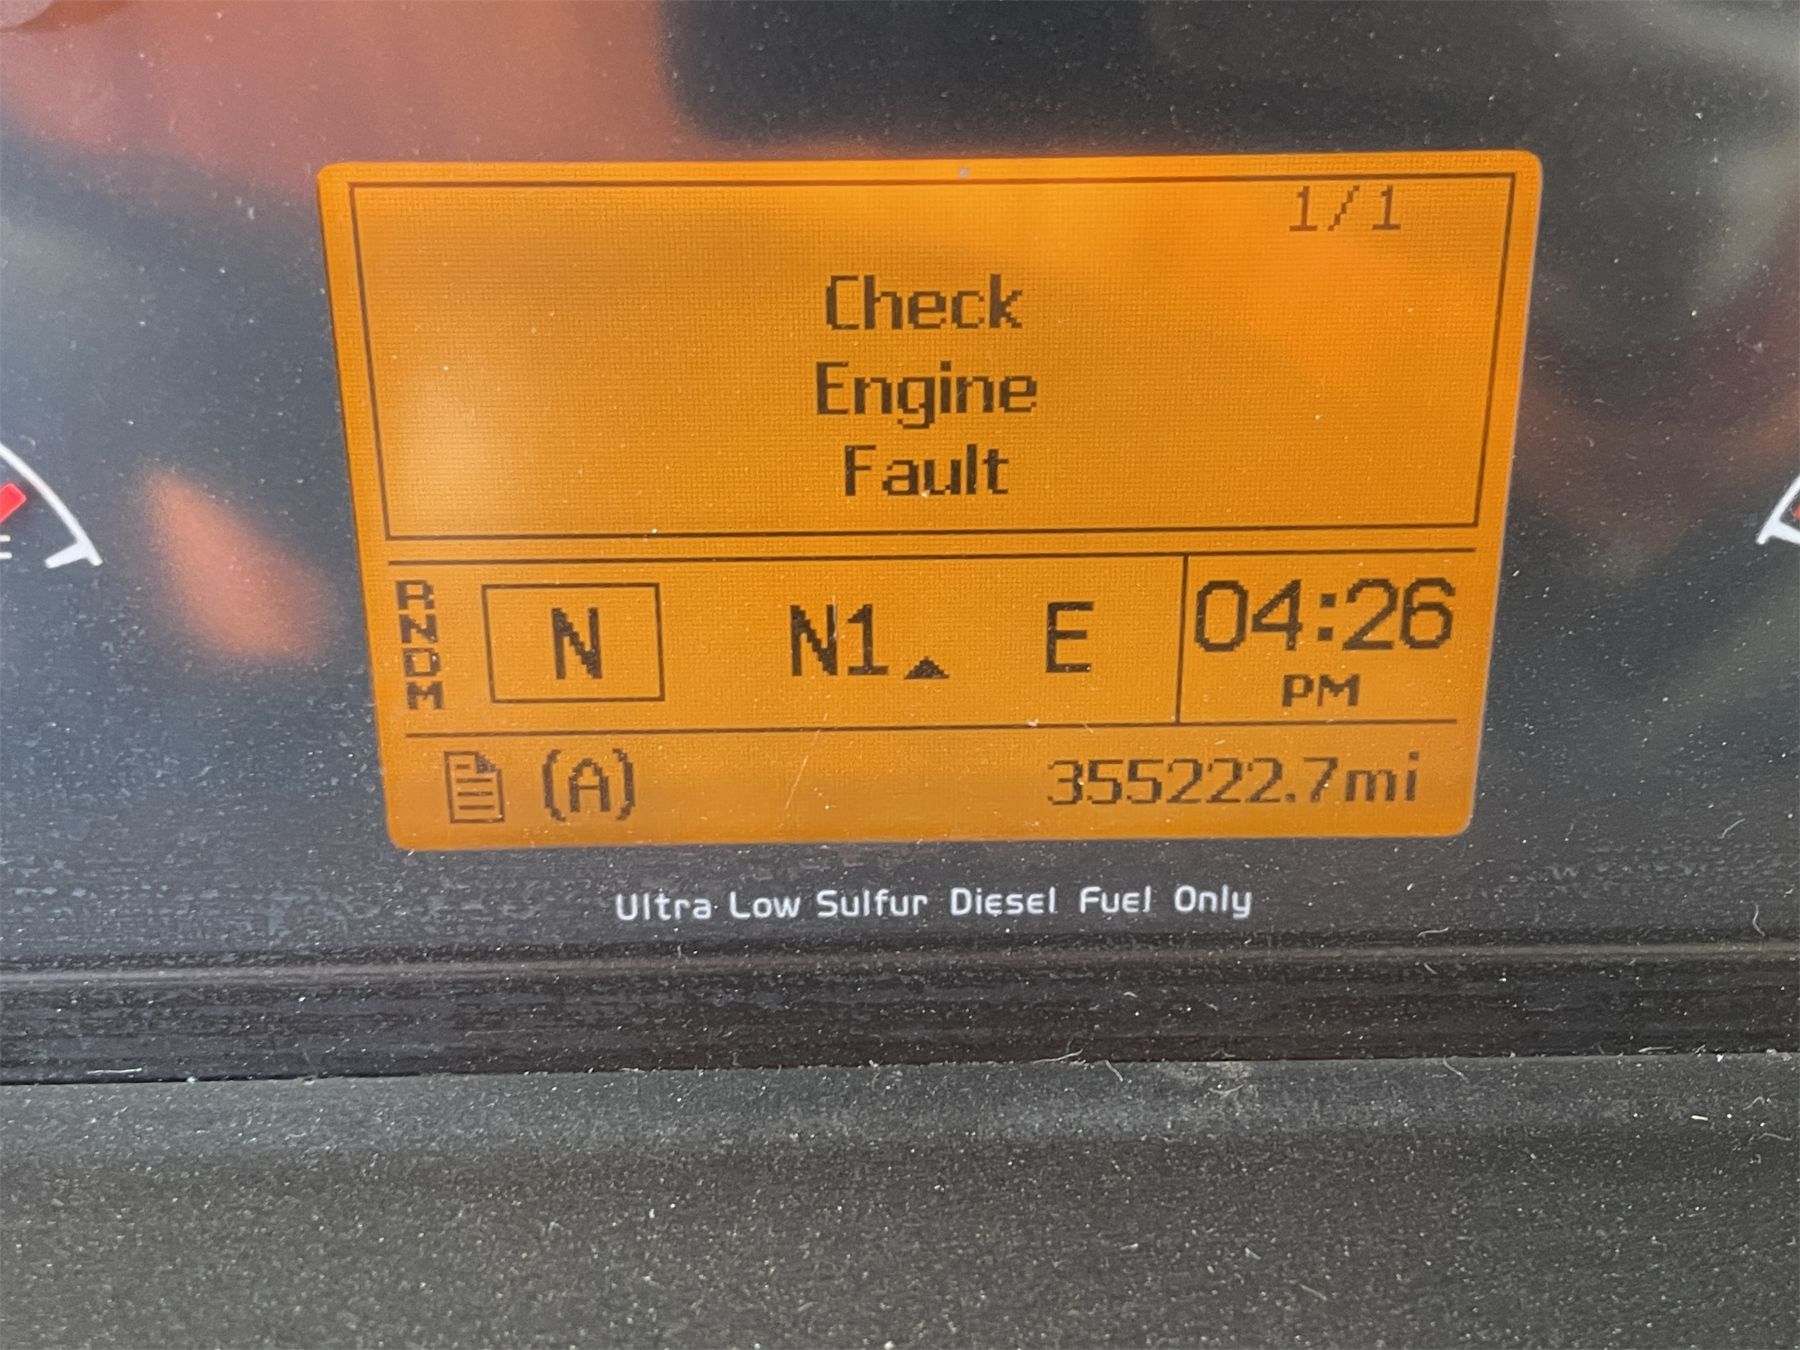 1/1
Check
Engine
Fault
R
N
D
M
N N1 E 04:26
PM
(A) 355222.7mi
Ultra Low Sulfur Diesel Fuel Only